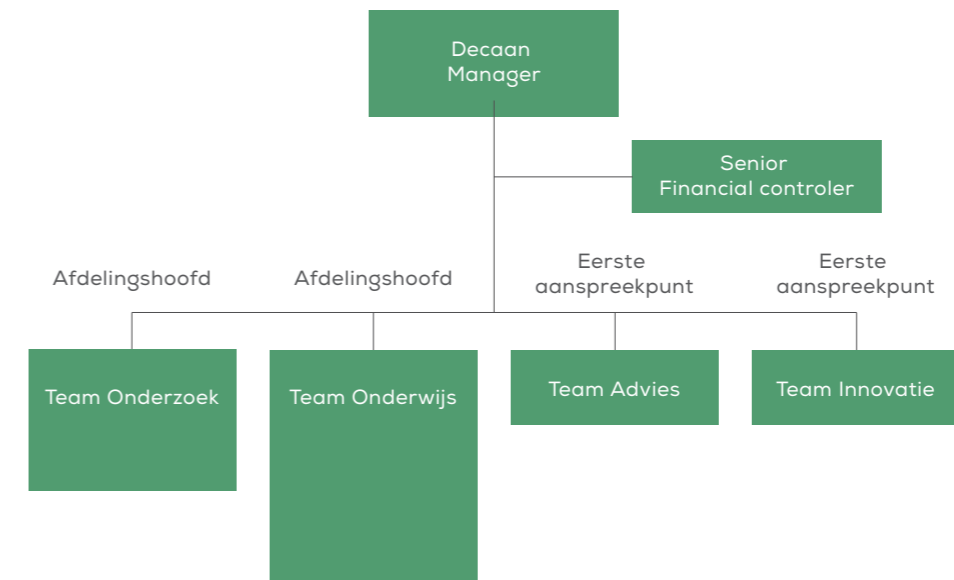 Decaan
Manager
Senior
Financial controler
Afdelingshoofd
Afdelingshoofd
Eerste
aanspreekpunt
Eerste
aanspreekpunt
Team Onderzoek
Team Onderwijs
Team Advies
Team Innovatie